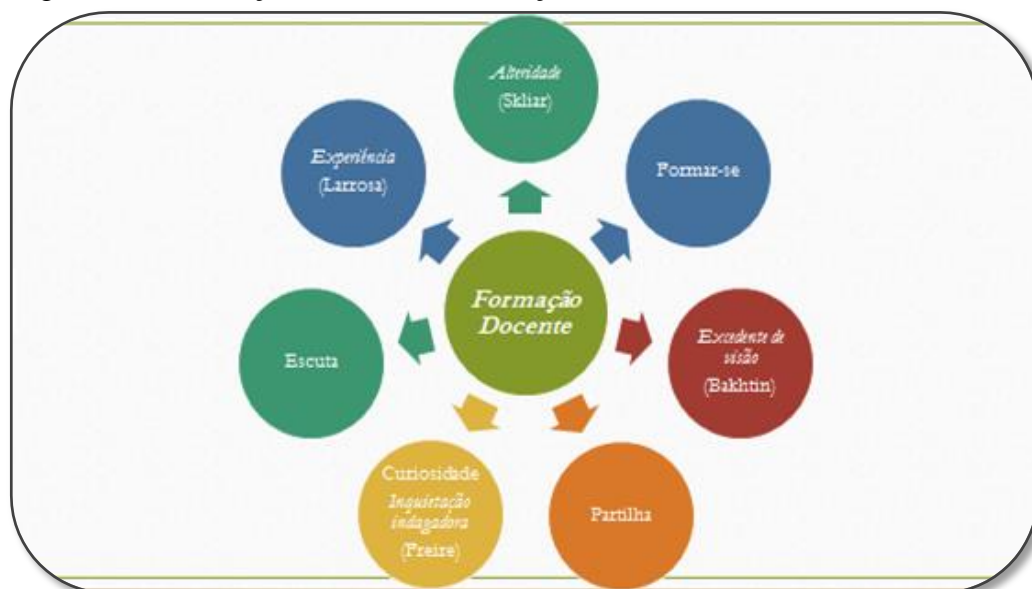 Alteridade
(Skliar)
Formar-se
Excedente de
visão
(Bakhtin)
Partilha
Curiosidade
Inquietação
indagadora
(Freire)
Escuta
Experiência
(Larrosa)
Formação
Docente